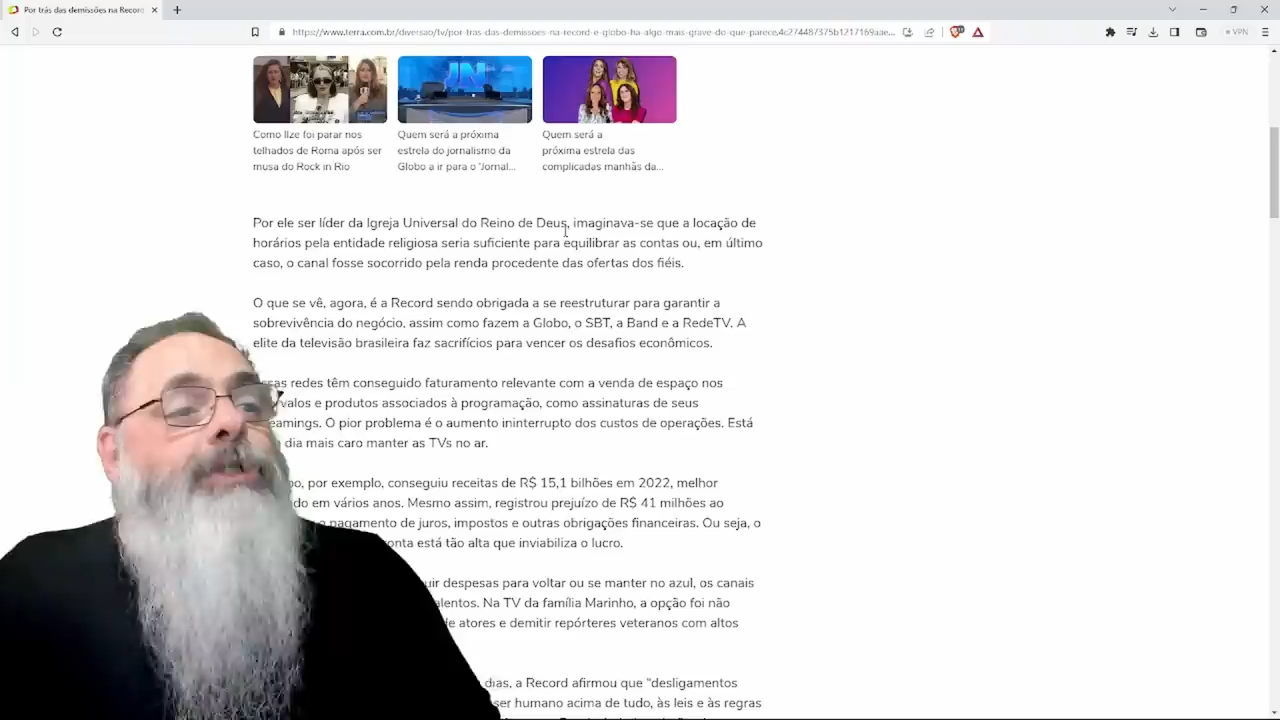 Por trás das demissões na Record
https://www.terra.com.br/diversao/tv/por-tras-das-demissoes-na-record-e-globo-ha-algo-mais-grave-do-que-parece,4c274487375b1217169aae...
VPN
JN
Como Ilze foi parar nos
telhados de Roma após ser
musa do Rock in Rio
Quem será a próxima
estrela do jornalismo da
Globo a ir para o 'Jornal...
Quem será a
próxima estrela das
complicadas manhãs da...
Por ele ser líder da Igreja Universal do Reino de Deus, imaginava-se que a locação de
horários pela entidade religiosa seria suficiente para equilibrar as contas ou, em último
caso, o canal fosse socorrido pela renda procedente das ofertas dos fiéis.
O que se vê, agora, é a Record sendo obrigada a se reestruturar para garantir a
sobrevivência do negócio, assim como fazem a Globo, o SBT, a Band e a RedeTV. A
elite da televisão brasileira faz sacrifícios para vencer os desafios econômicos.
redes têm conseguido faturamento relevante com a venda de espaço nos
e produtos associados à programação, como assinaturas de seus
O pior problema é o aumento ininterrupto dos custos de operações. Está
dia mais caro manter as TVs no ar.
por exemplo, conseguiu receitas de R$ 15,1 bilhões em 2022, melhor
em vários anos. Mesmo assim, registrou prejuízo de R$ 41 milhões ao
pagamento de juros, impostos e outras obrigações financeiras. Ou seja, o
está tão alta que inviabiliza o lucro.
despesas para voltar ou se manter no azul, os canais
Na TV da família Marinho, a opção foi não
de atores e demitir repórteres veteranos com altos
dias, a Record afirmou que “desligamentos
ser humano acima de tudo, às leis e às regras